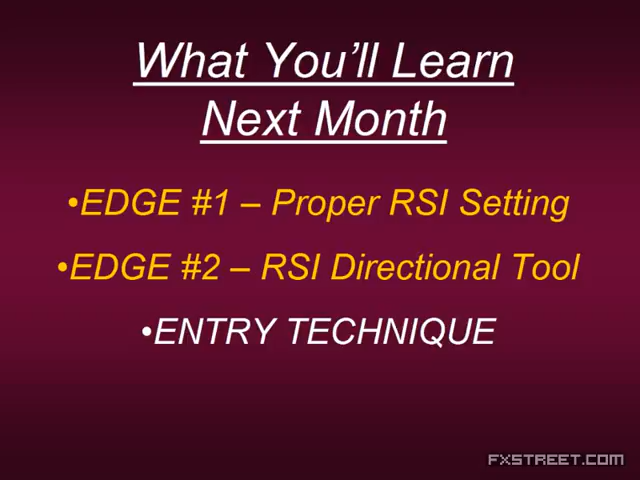 What You'll Learn
Next Month
•EDGE #1 – Proper RSI Setting
•EDGE #2 – RSI Directional Tool
•ENTRY TECHNIQUE
FXSTREET.COM